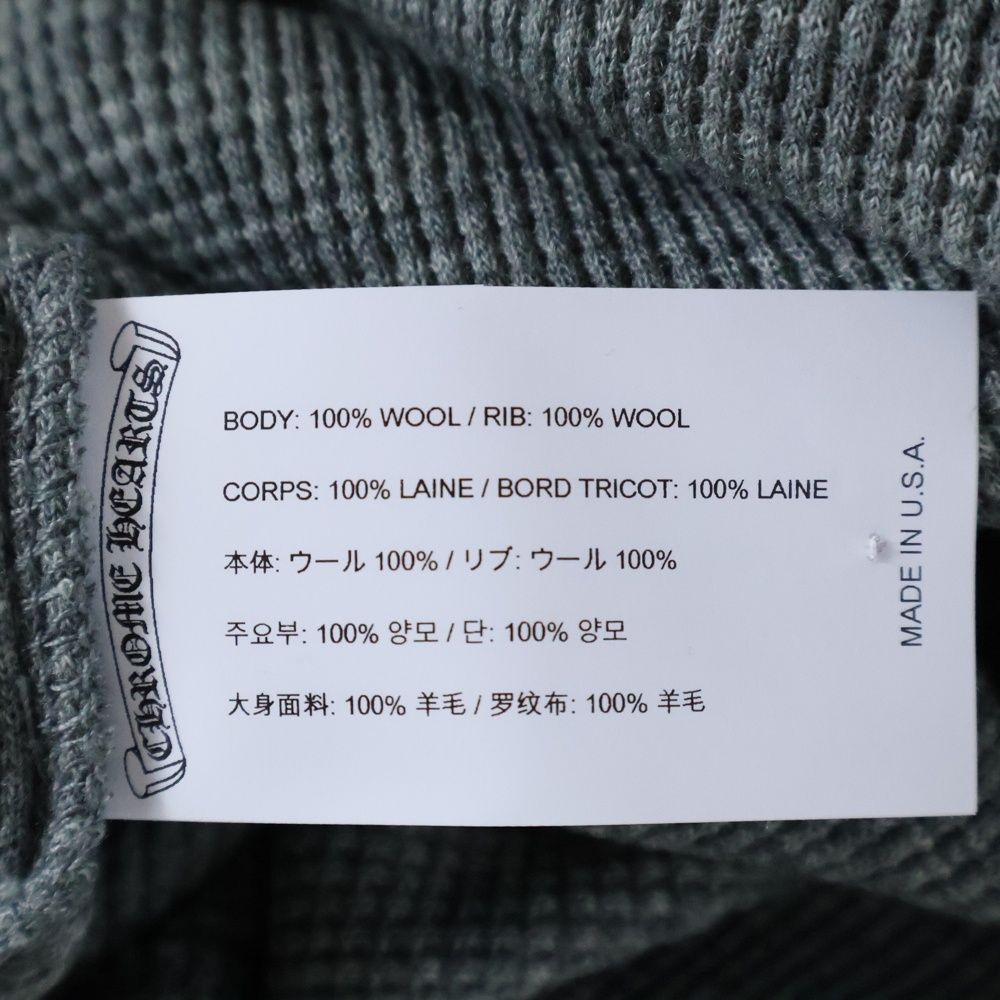 CHROME HEARTS
BODY: 100% WOOL / RIB: 100% WOOL
CORPS: 100% LAINE / BORD TRICOT: 100% LAINE
本体: ウール 100% / リブ: ウール 100%
주요부: 100% 양모 / 단: 100% 양모
大身面料: 100% 羊毛 / 罗纹布: 100% 羊毛
MADE IN U.S.A.